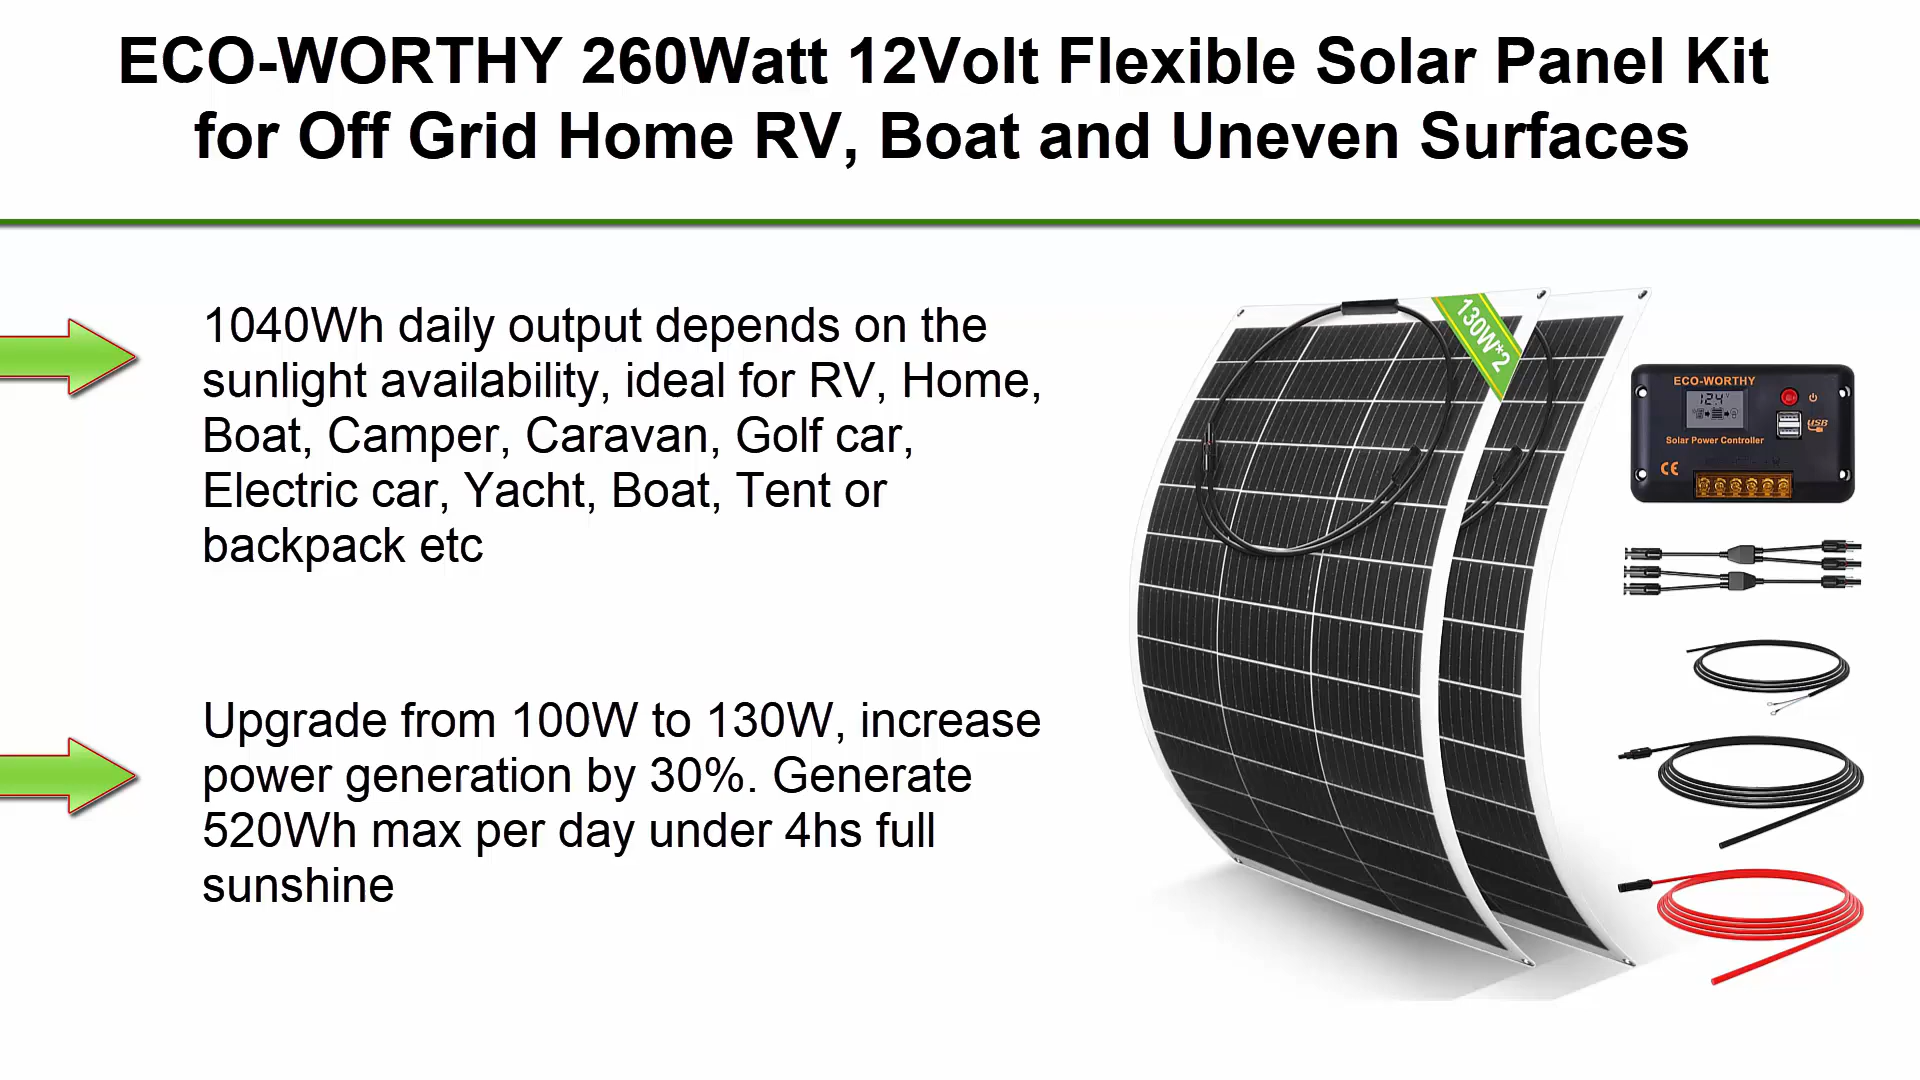 ECO-WORTHY 260Watt 12Volt Flexible Solar Panel Kit
for Off Grid Home RV, Boat and Uneven Surfaces
1040Wh daily output depends on the
sunlight availability, ideal for RV, Home,
Boat, Camper, Caravan, Golf car,
Electric car, Yacht, Boat, Tent or
backpack etc
Upgrade from 100W to 130W, increase
power generation by 30%. Generate
520Wh max per day under 4hs full
sunshine
130W*2
ECO-WORTHY
12.4
USB
Solar Power Controller
CE